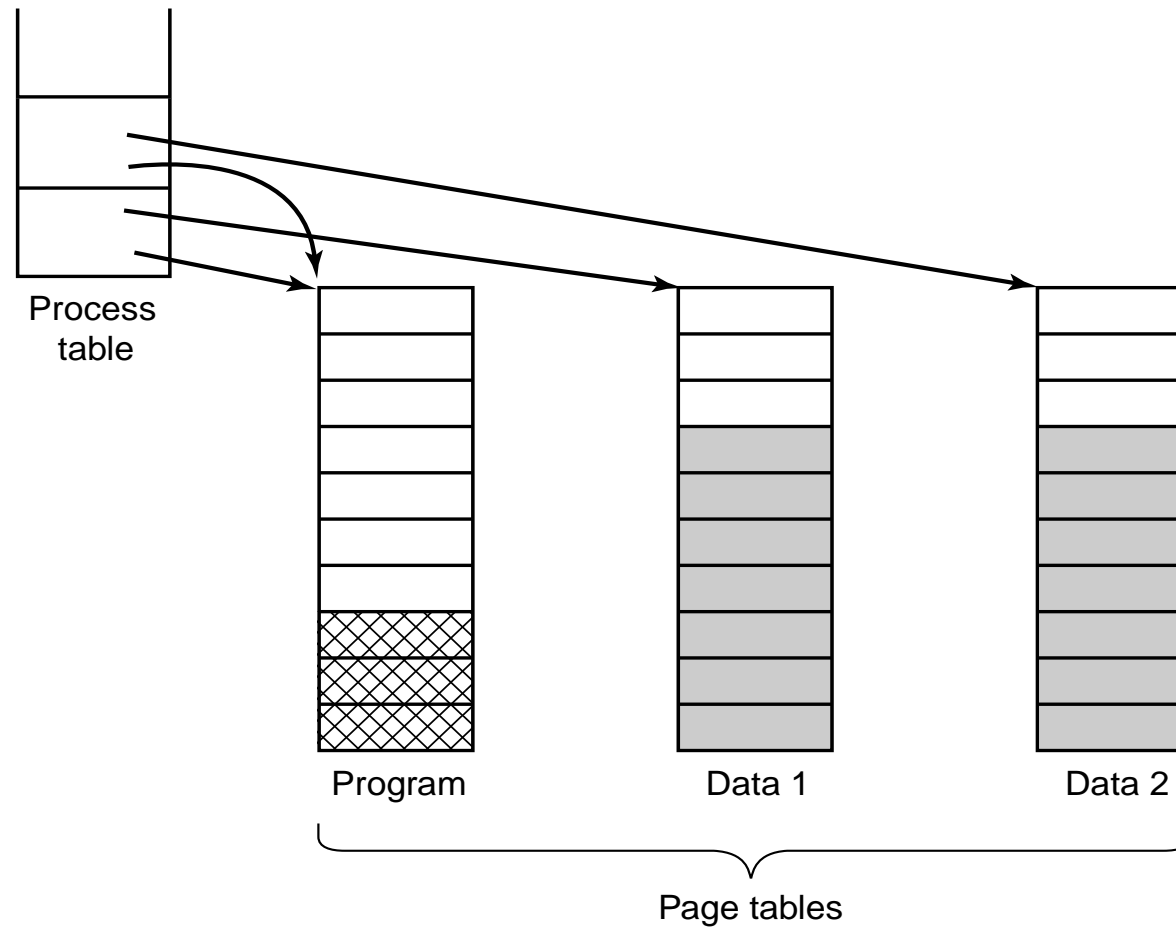 Process
table
Program
Data 1
Data 2
Page tables